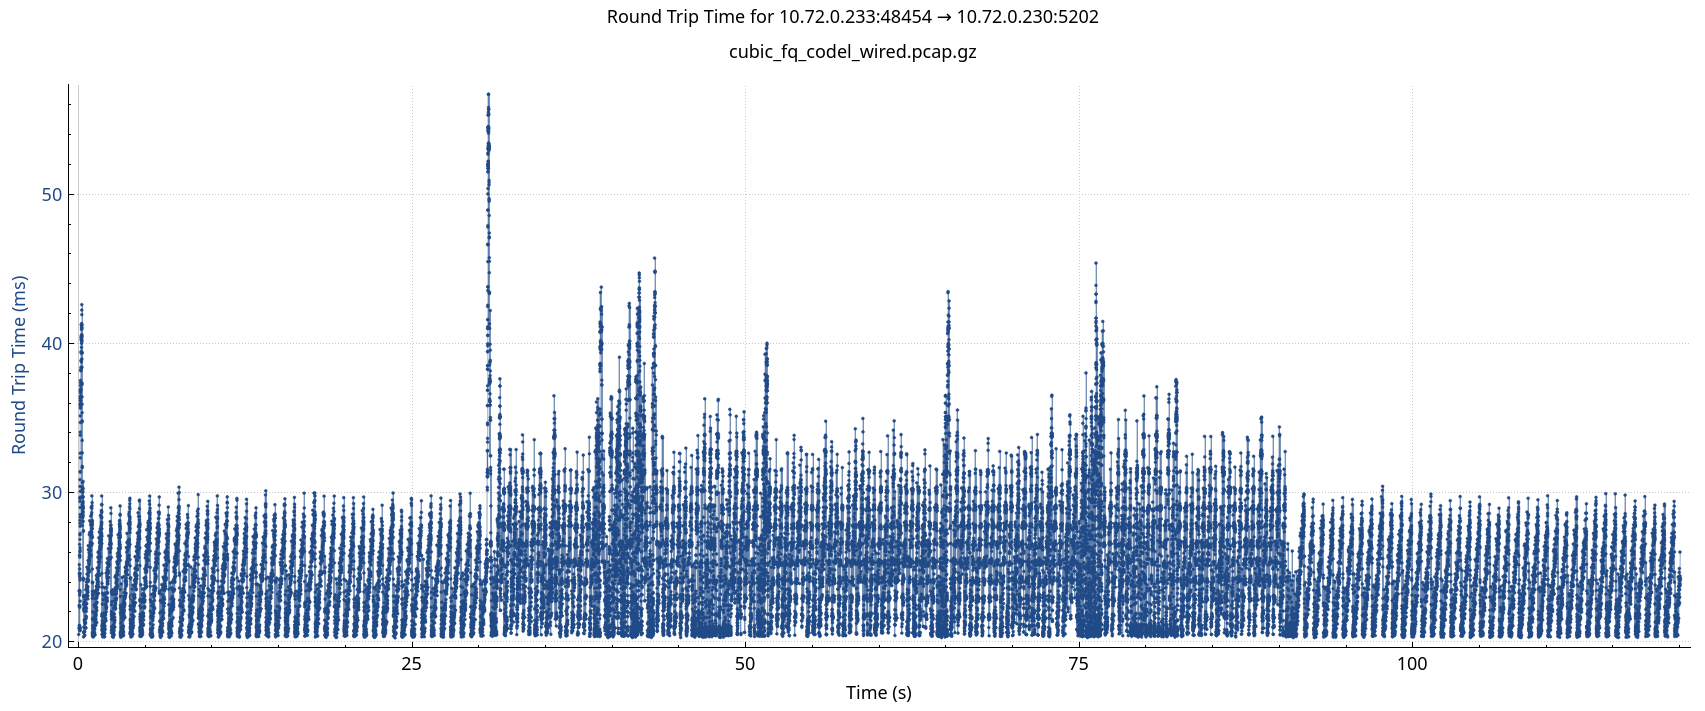 Round Trip Time for 10.72.0.233:48454 → 10.72.0.230:5202
cubic_fq_codel_wired.pcap.gz
Round Trip Time (ms)
50
40
30
20
0 25 50 75 100
Time (s)